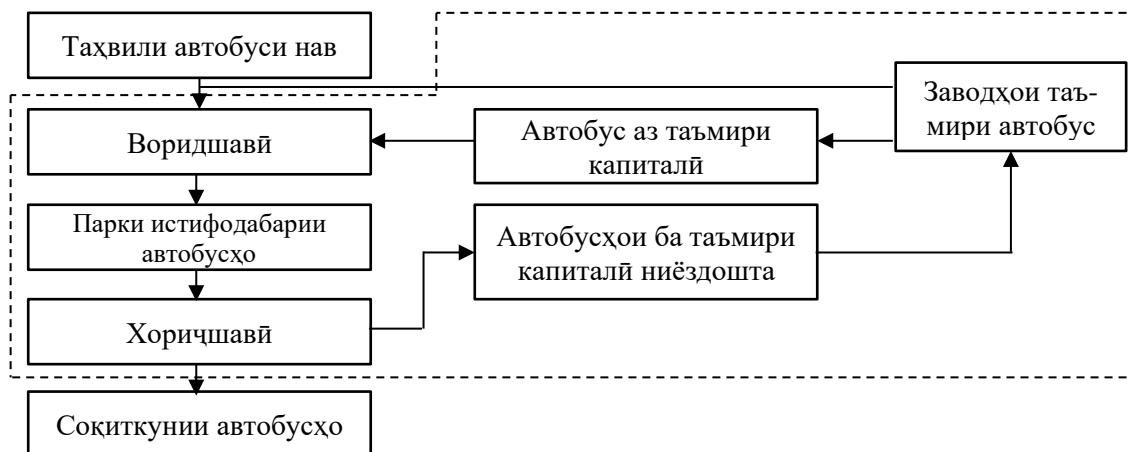 Таҳвили автобуси нав
Заводҳои таъ-
мири автобус
Воридшавӣ
Автобус аз таъмири
капиталӣ
Парки истифодабарии
автобусҳо
Автобусҳои ба таъмири
капиталӣ ниёздошта
Хориҷшавӣ
Соқиткунии автобусҳо